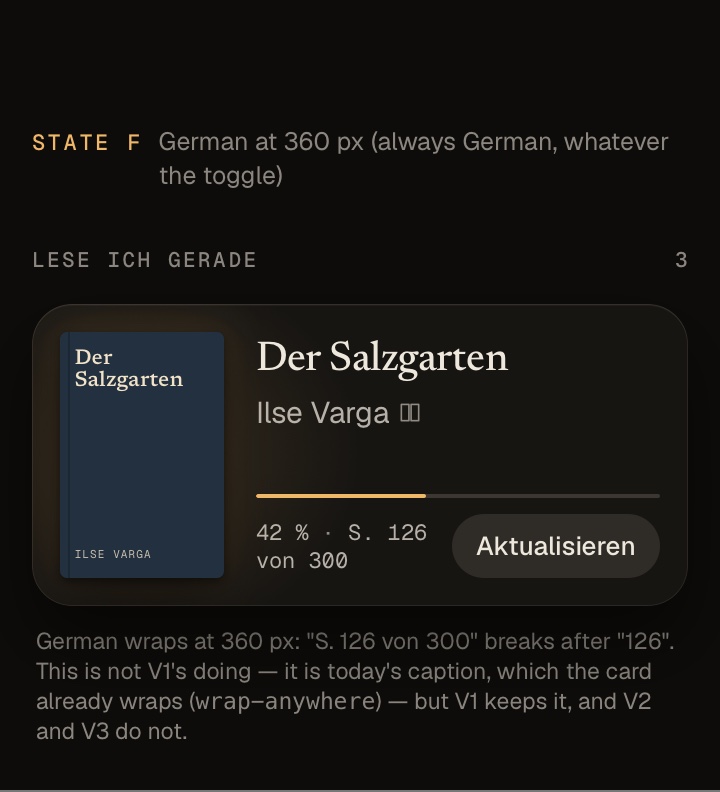 STATE F German at 360 px (always German, whatever
the toggle)
LESE ICH GERADE 3
Der
Salzgarten
ILSE VARGA
Der Salzgarten
Ilse Varga
42 % · S. 126
von 300
Aktualisieren
German wraps at 360 px: "S. 126 von 300" breaks after "126".
This is not V1's doing — it is today's caption, which the card
already wraps (wrap-anywhere) — but V1 keeps it, and V2
and V3 do not.